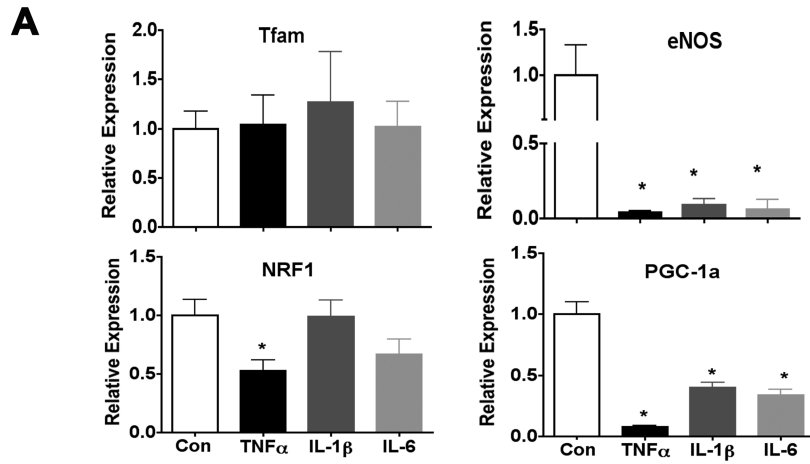 A
Tfam
Relative Expression
2.0
1.5
1.0
0.5
0.0
eNOS
Relative Expression
1.5
1.0
0.5
0.0
* * *
NRF1
Relative Expression
1.5
1.0
0.5
0.0
*
Con TNFα IL-1β IL-6
PGC-1a
Relative Expression
1.5
1.0
0.5
0.0
* * *
Con TNFα IL-1β IL-6